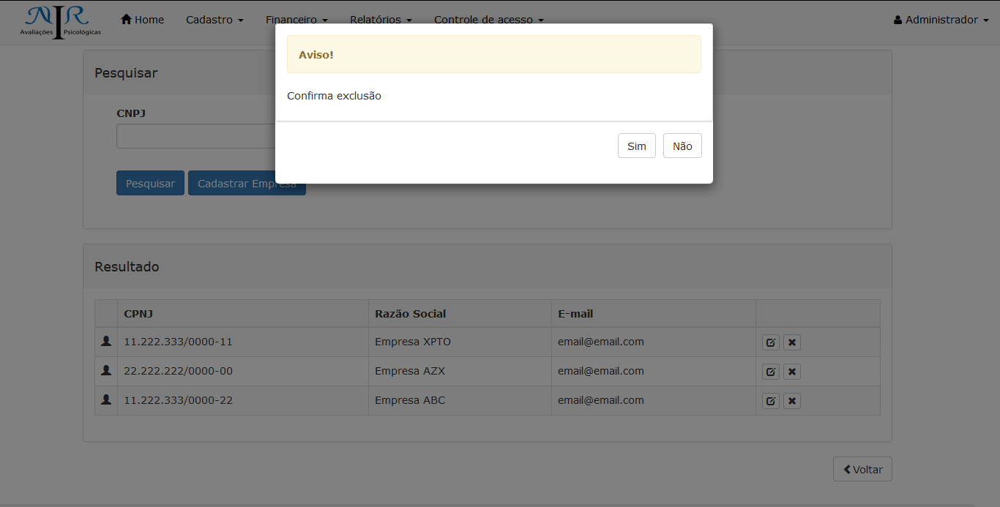 NIR
Avaliações Psicológicas
Home Cadastro Financeiro Relatórios Controle de acesso Administrador
Aviso!
Confirma exclusão
Sim Não
Pesquisar
CNPJ
Pesquisar Cadastrar Empresa
Resultado
CPNJ Razão Social E-mail
11.222.333/0000-11 Empresa XPTO email@email.com
22.222.222/0000-00 Empresa AZX email@email.com
11.222.333/0000-22 Empresa ABC email@email.com
Voltar